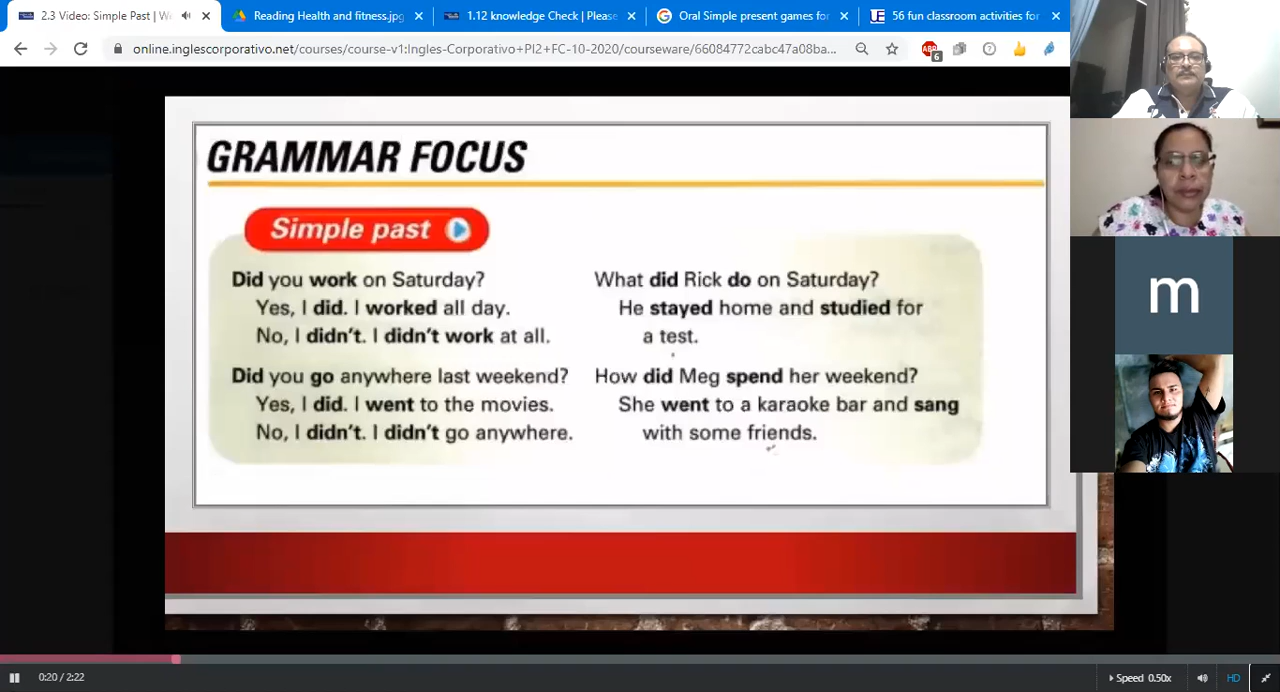 2.3 Video: Simple Past | We
Reading Health and fitness.jpg
1.12 knowledge Check | Please
Oral Simple present games for
56 fun classroom activities for
online.inglescorporativo.net/courses/course-v1:Ingles-Corporativo+PI2+FC-10-2020/courseware/66084772cabc47a08ba...
ABP
6
GRAMMAR FOCUS
Simple past
Did you work on Saturday?
Yes, I did. I worked all day.
No, I didn't. I didn't work at all.
Did you go anywhere last weekend?
Yes, I did. I went to the movies.
No, I didn't. I didn't go anywhere.
What did Rick do on Saturday?
He stayed home and studied for
a test.
How did Meg spend her weekend?
She went to a karaoke bar and sang
with some friends.
m
0:20 / 2:22
Speed 0.50x
HD